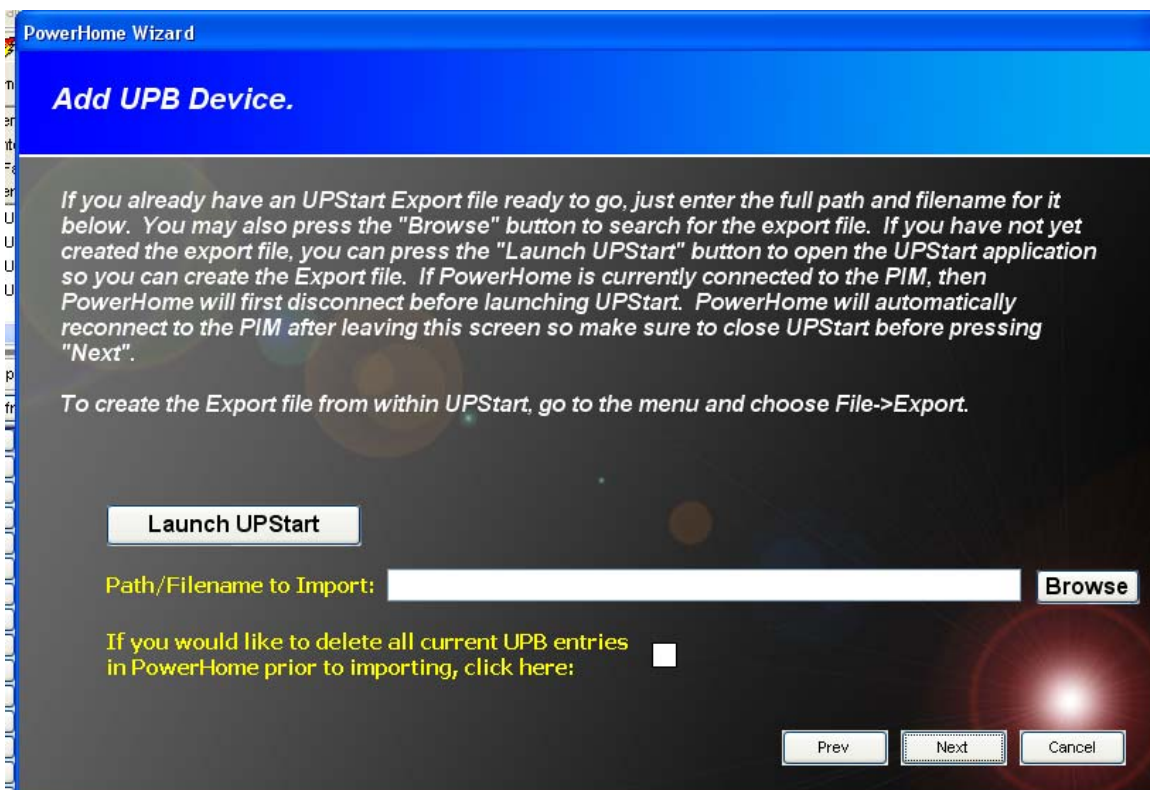 PowerHome Wizard
Add UPB Device.
If you already have an UPStart Export file ready to go, just enter the full path and filename for it
below. You may also press the "Browse" button to search for the export file. If you have not yet
created the export file, you can press the "Launch UPStart" button to open the UPStart application
so you can create the Export file. If PowerHome is currently connected to the PIM, then
PowerHome will first disconnect before launching UPStart. PowerHome will automatically
reconnect to the PIM after leaving this screen so make sure to close UPStart before pressing
"Next".
To create the Export file from within UPStart, go to the menu and choose File->Export.
Launch UPStart
Path/Filename to Import:
Browse
If you would like to delete all current UPB entries
in PowerHome prior to importing, click here:
Prev
Next
Cancel